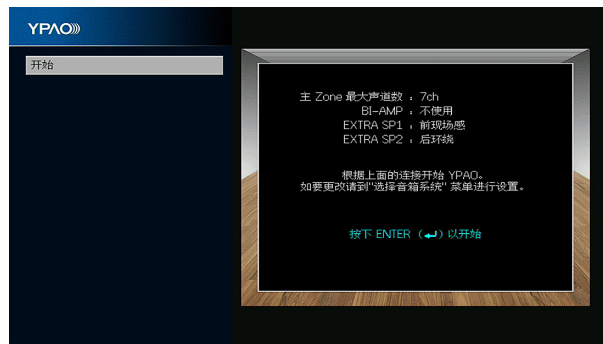 YPAO
开始
主 Zone 最大声道数 : 7ch
BI-AMP : 不使用
EXTRA SP1 : 前现场感
EXTRA SP2 : 后环绕
根据上面的连接开始 YPAO。
如要更改请到"选择音箱系统" 菜单进行设置。
按下 ENTER (↵) 以开始